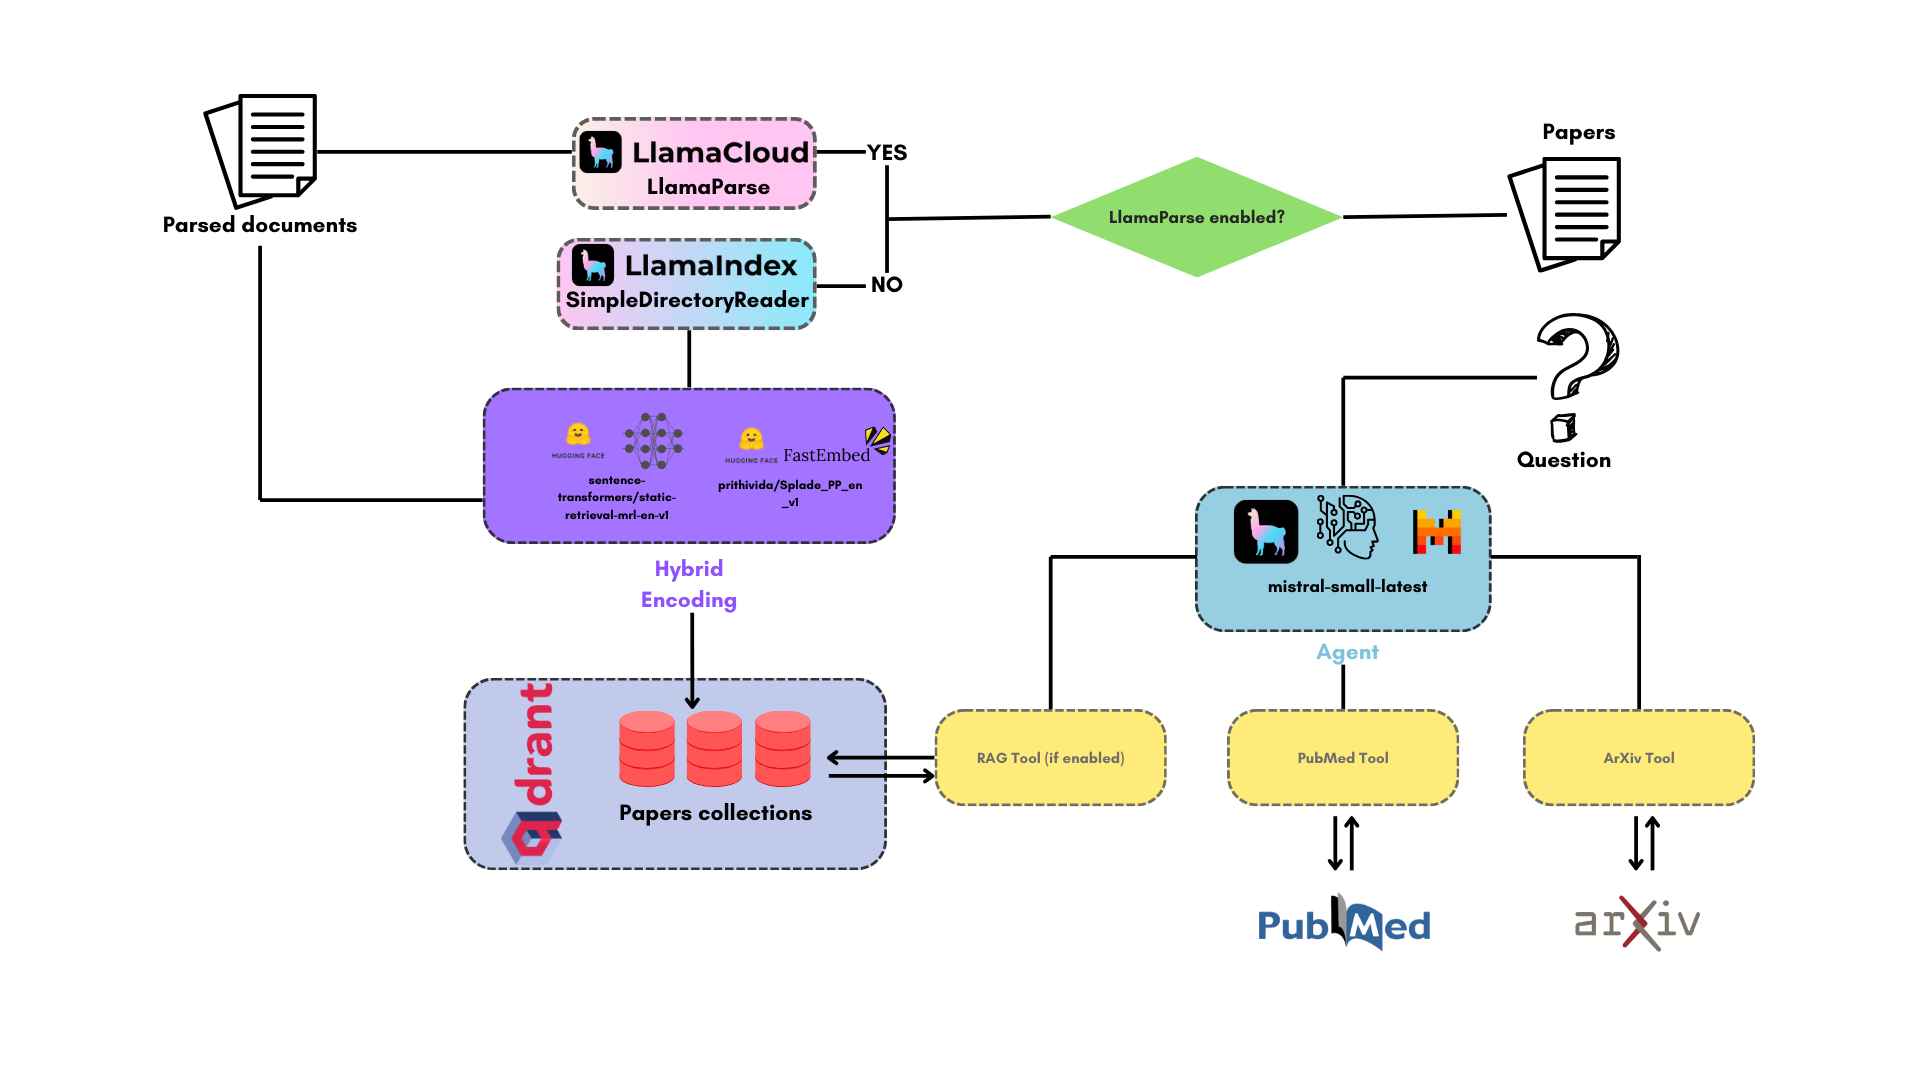 Papers
LlamaCloud
LlamaParse
YES
LlamaParse enabled?
Parsed documents
LlamaIndex
SimpleDirectoryReader
NO
Question
HUGGING FACE
HUGGING FACE
FastEmbed
sentence-
transformers/static-
retrieval-mrl-en-v1
prithivida/Splade_PP_en
_v1
Hybrid
Encoding
mistral-small-latest
Agent
qdrant
Papers collections
RAG Tool (if enabled)
PubMed Tool
ArXiv Tool
PubMed
arXiv